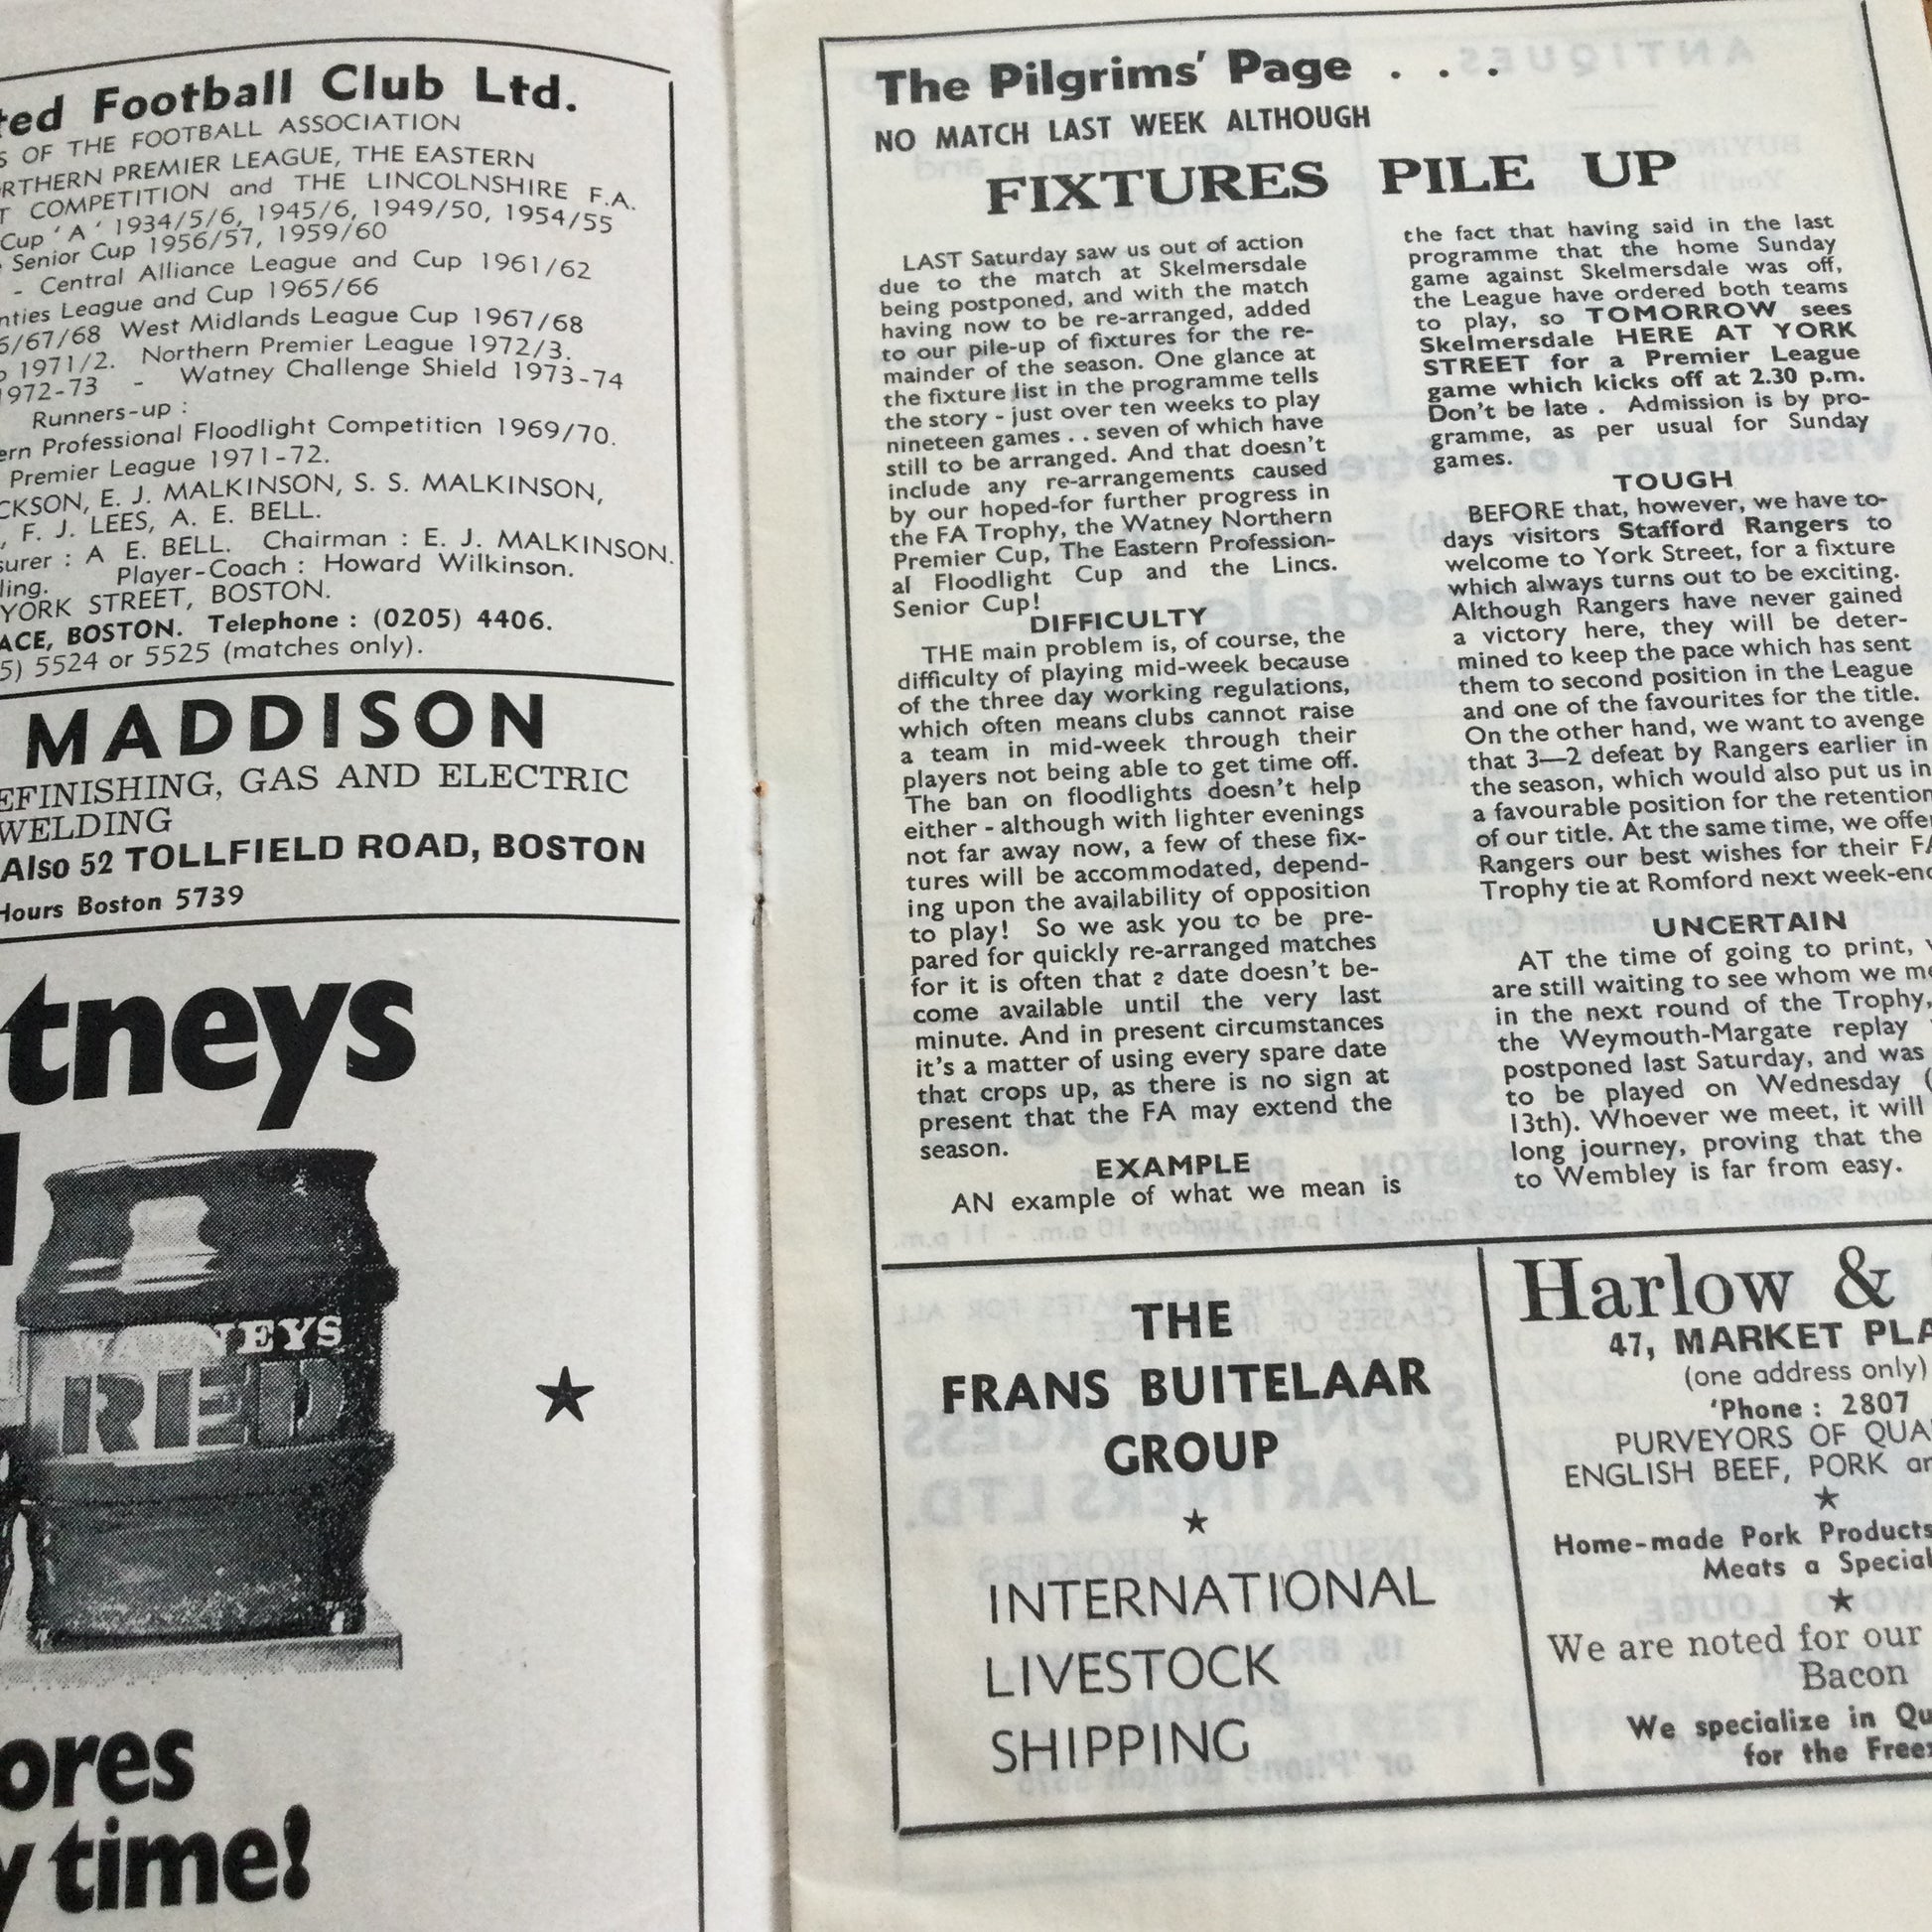 ted Football Club Ltd.
S OF THE FOOTBALL ASSOCIATION
RTHERN PREMIER LEAGUE, THE EASTERN
T COMPETITION and THE LINCOLNSHIRE F.A.
Cup 'A' 1934/5/6, 1945/6, 1949/50, 1954/55
Senior Cup 1956/57, 1959/60
- Central Alliance League and Cup 1961/62
nties League and Cup 1965/66
6/67/68 West Midlands League Cup 1967/68
1971/2. Northern Premier League 1972/3.
1972-73 - Watney Challenge Shield 1973-74
Runners-up :
ern Professional Floodlight Competition 1969/70.
Premier League 1971-72.
CKSON, E. J. MALKINSON, S. S. MALKINSON,
, F. J. LEES, A. E. BELL.
surer : A E. BELL. Chairman : E. J. MALKINSON.
ling. Player-Coach : Howard Wilkinson.
YORK STREET, BOSTON.
ACE, BOSTON. Telephone : (0205) 4406.
5) 5524 or 5525 (matches only).
MADDISON
EFINISHING, GAS AND ELECTRIC
WELDING
Also 52 TOLLFIELD ROAD, BOSTON
Hours Boston 5739
tneys
WATNEYS
RED
ores
y time!
The Pilgrims' Page . . .
NO MATCH LAST WEEK ALTHOUGH
FIXTURES PILE UP
LAST Saturday saw us out of action
due to the match at Skelmersdale
being postponed, and with the match
having now to be re-arranged, added
to our pile-up of fixtures for the re-
mainder of the season. One glance at
the fixture list in the programme tells
the story - just over ten weeks to play
nineteen games . . seven of which have
still to be arranged. And that doesn't
include any re-arrangements caused
by our hoped-for further progress in
the FA Trophy, the Watney Northern
Premier Cup, The Eastern Profession-
al Floodlight Cup and the Lincs.
Senior Cup!
DIFFICULTY
THE main problem is, of course, the
difficulty of playing mid-week because
of the three day working regulations,
which often means clubs cannot raise
a team in mid-week through their
players not being able to get time off.
The ban on floodlights doesn't help
either - although with lighter evenings
not far away now, a few of these fix-
tures will be accommodated, depend-
ing upon the availability of opposition
to play! So we ask you to be pre-
pared for quickly re-arranged matches
for it is often that a date doesn't be-
come available until the very last
minute. And in present circumstances
it's a matter of using every spare date
that crops up, as there is no sign at
present that the FA may extend the
season.
EXAMPLE
AN example of what we mean is
the fact that having said in the last
programme that the home Sunday
game against Skelmersdale was off,
the League have ordered both teams
to play, so TOMORROW sees
Skelmersdale HERE AT YORK
STREET for a Premier League
game which kicks off at 2.30 p.m.
Don't be late . Admission is by pro-
gramme, as per usual for Sunday
games.
TOUGH
BEFORE that, however, we have to-
days visitors Stafford Rangers to
welcome to York Street, for a fixture
which always turns out to be exciting.
Although Rangers have never gained
a victory here, they will be deter-
mined to keep the pace which has sent
them to second position in the League
and one of the favourites for the title.
On the other hand, we want to avenge
that 3—2 defeat by Rangers earlier in
the season, which would also put us in
a favourable position for the retention
of our title. At the same time, we offer
Rangers our best wishes for their FA
Trophy tie at Romford next week-end
UNCERTAIN
AT the time of going to print,
are still waiting to see whom we me
in the next round of the Trophy,
the Weymouth-Margate replay
postponed last Saturday, and was
to be played on Wednesday (
13th). Whoever we meet, it will
long journey, proving that the
to Wembley is far from easy.
THE
FRANS BUITELAAR
GROUP
INTERNATIONAL
LIVESTOCK
SHIPPING
Harlow &
47, MARKET PLA
(one address only)
'Phone : 2807
PURVEYORS OF QUA
ENGLISH BEEF, PORK an
Home-made Pork Products
Meats a Special
We are noted for our
Bacon
We specialize in Qu
for the Freez